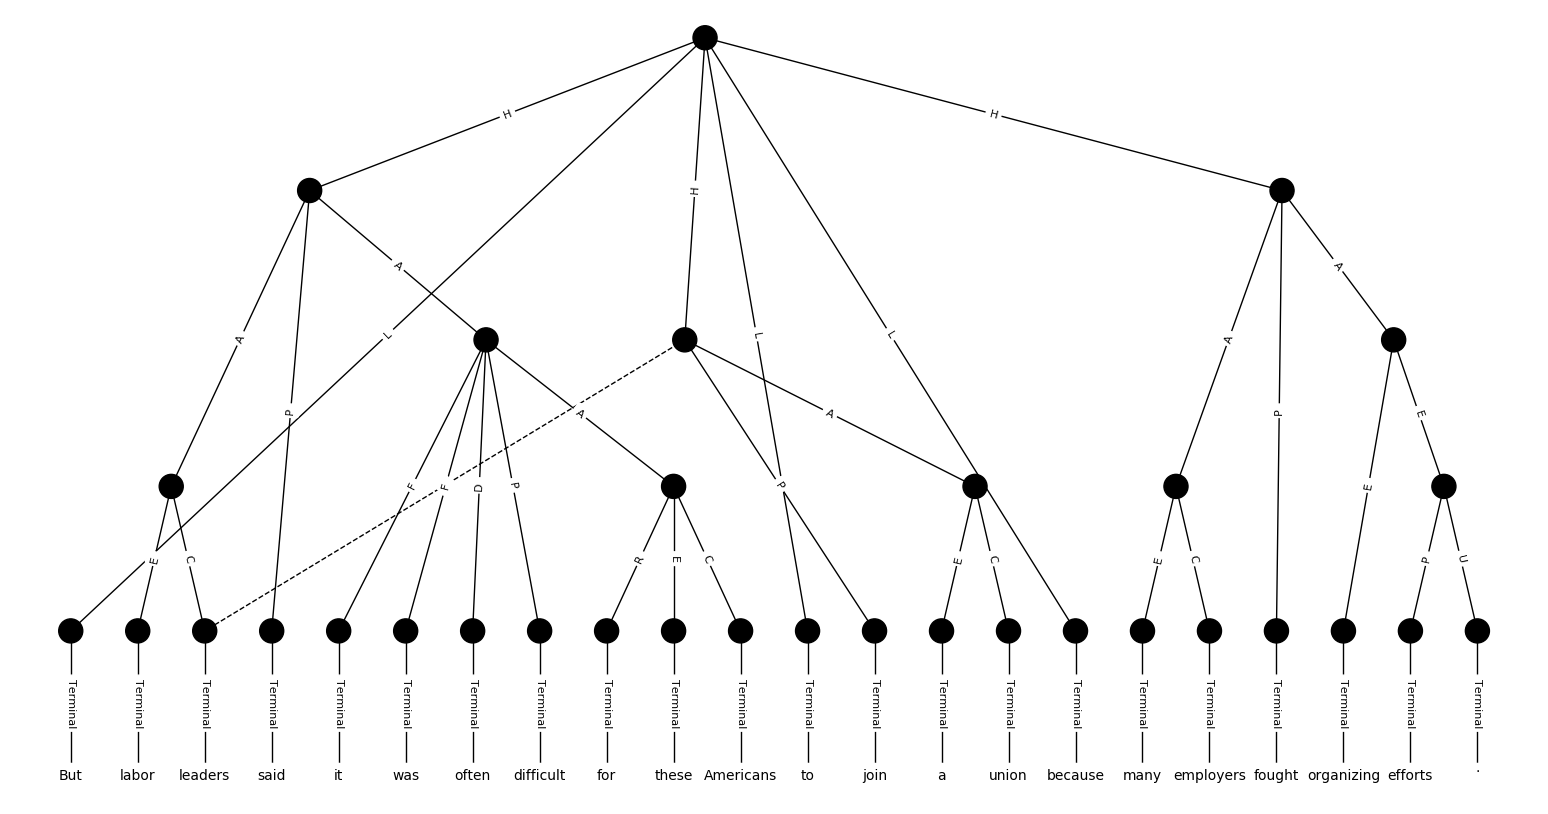 H
H
H
A
A
L
L
L
A
A
P
A
A
P
E
F
F
D
P
P
E
E
C
R
E
C
E
C
E
C
P
U
Terminal Terminal Terminal Terminal Terminal Terminal Terminal Terminal Terminal Terminal Terminal Terminal Terminal Terminal Terminal Terminal Terminal Terminal Terminal Terminal Terminal Terminal
But labor leaders said it was often difficult for these Americans to join a union because many employers fought organizing efforts .